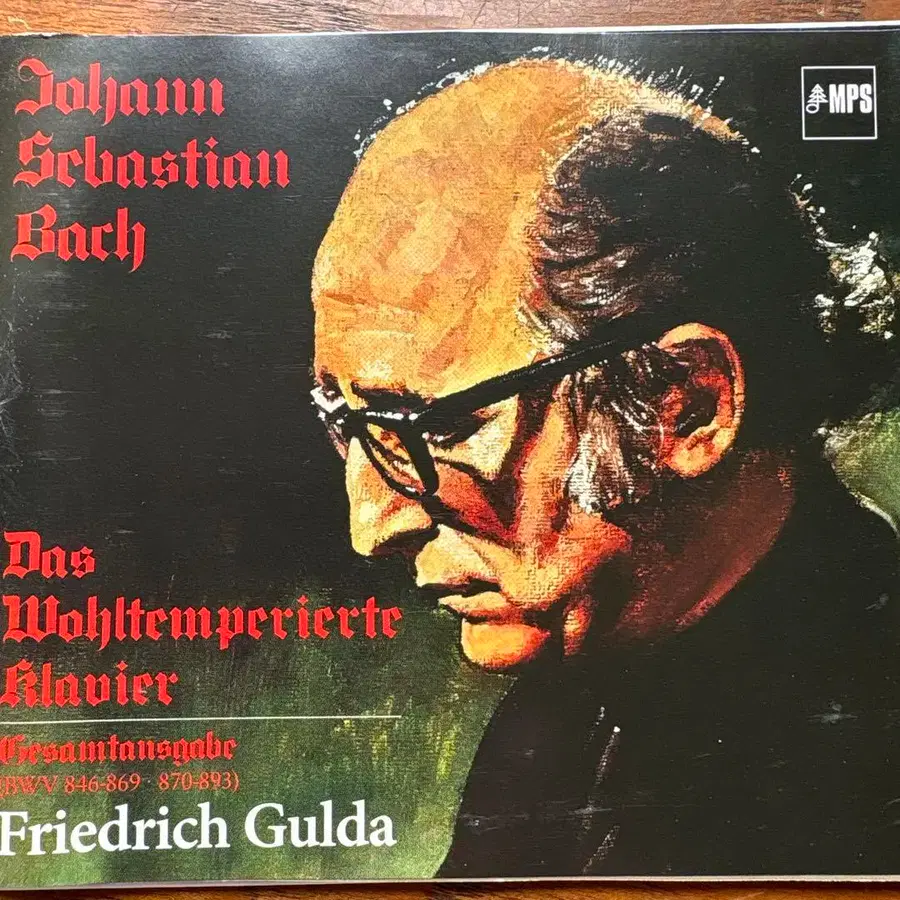 Johann
Sebastian
Bach
MPS
Das
Wohltemperierte
Klavier
Gesamtausgabe
(BWV 846-869 · 870-893)
Friedrich Gulda